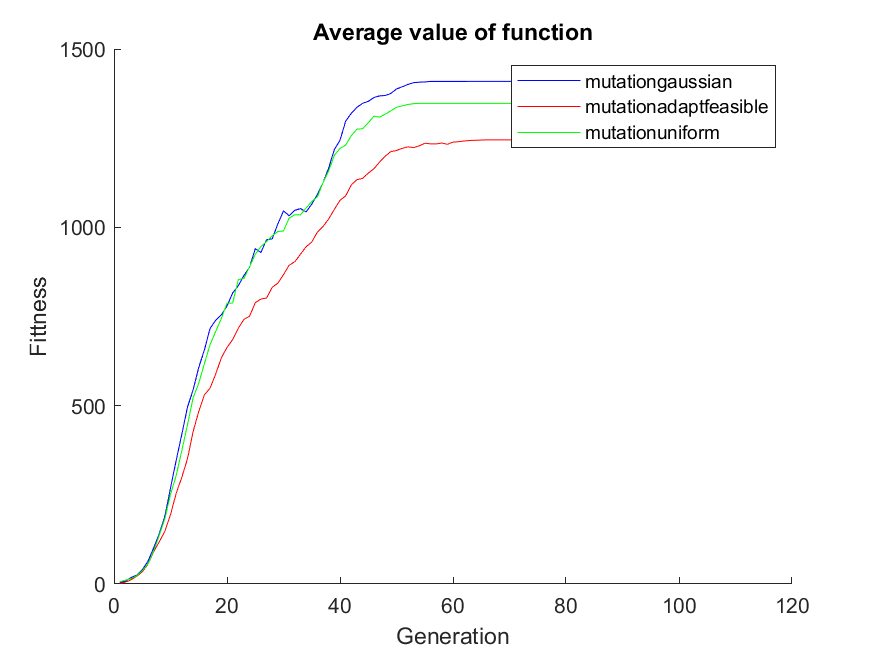 Average value of function
1500
1000
500
0
Fittness
mutationgaussian
mutationadaptfeasible
mutationuniform
0 20 40 60 80 100 120
Generation